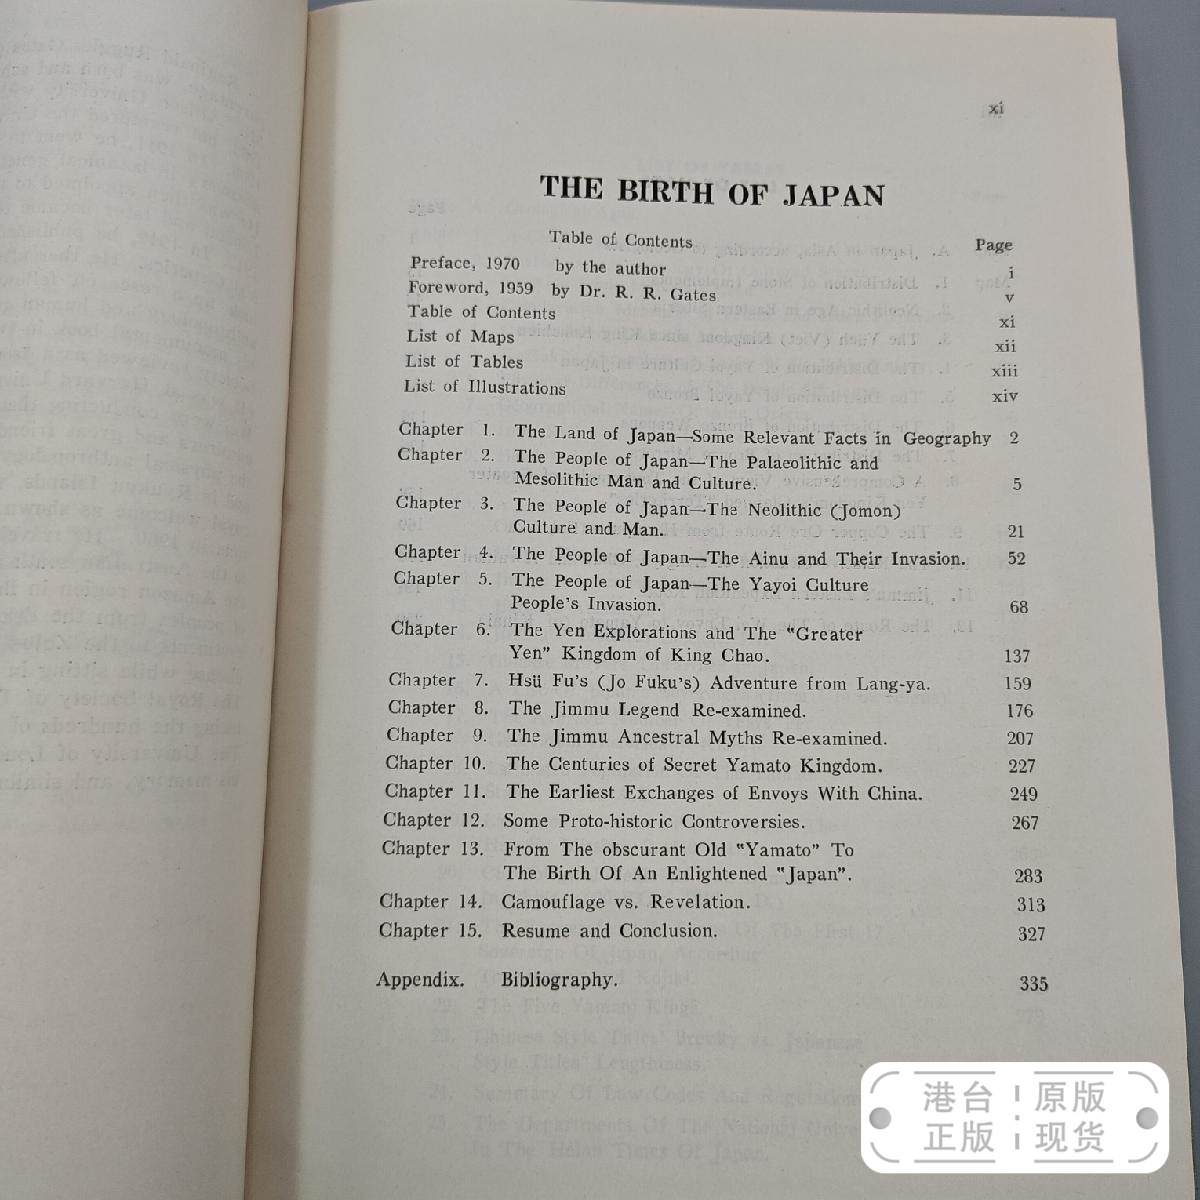 xi
THE BIRTH OF JAPAN
Table of Contents Page
Preface, 1970 by the author i
Foreword, 1959 by Dr. R. R. Gates v
Table of Contents xi
List of Maps xii
List of Tables xiii
List of Illustrations xiv
Chapter 1. The Land of Japan—Some Relevant Facts in Geography 2
Chapter 2. The People of Japan—The Palaeolithic and
Mesolithic Man and Culture. 5
Chapter 3. The People of Japan—The Neolithic (Jomon)
Culture and Man. 21
Chapter 4. The People of Japan—The Ainu and Their Invasion. 52
Chapter 5. The People of Japan—The Yayoi Culture
People's Invasion. 68
Chapter 6. The Yen Explorations and The "Greater
Yen" Kingdom of King Chao. 137
Chapter 7. Hsü Fu's (Jo Fuku's) Adventure from Lang-ya. 159
Chapter 8. The Jimmu Legend Re-examined. 176
Chapter 9. The Jimmu Ancestral Myths Re-examined. 207
Chapter 10. The Centuries of Secret Yamato Kingdom. 227
Chapter 11. The Earliest Exchanges of Envoys With China. 249
Chapter 12. Some Proto-historic Controversies. 267
Chapter 13. From The obscurant Old "Yamato" To
The Birth Of An Enlightened "Japan". 283
Chapter 14. Camouflage vs. Revelation. 313
Chapter 15. Resume and Conclusion. 327
Appendix. Bibliography. 335
港台 原版
正版 现货